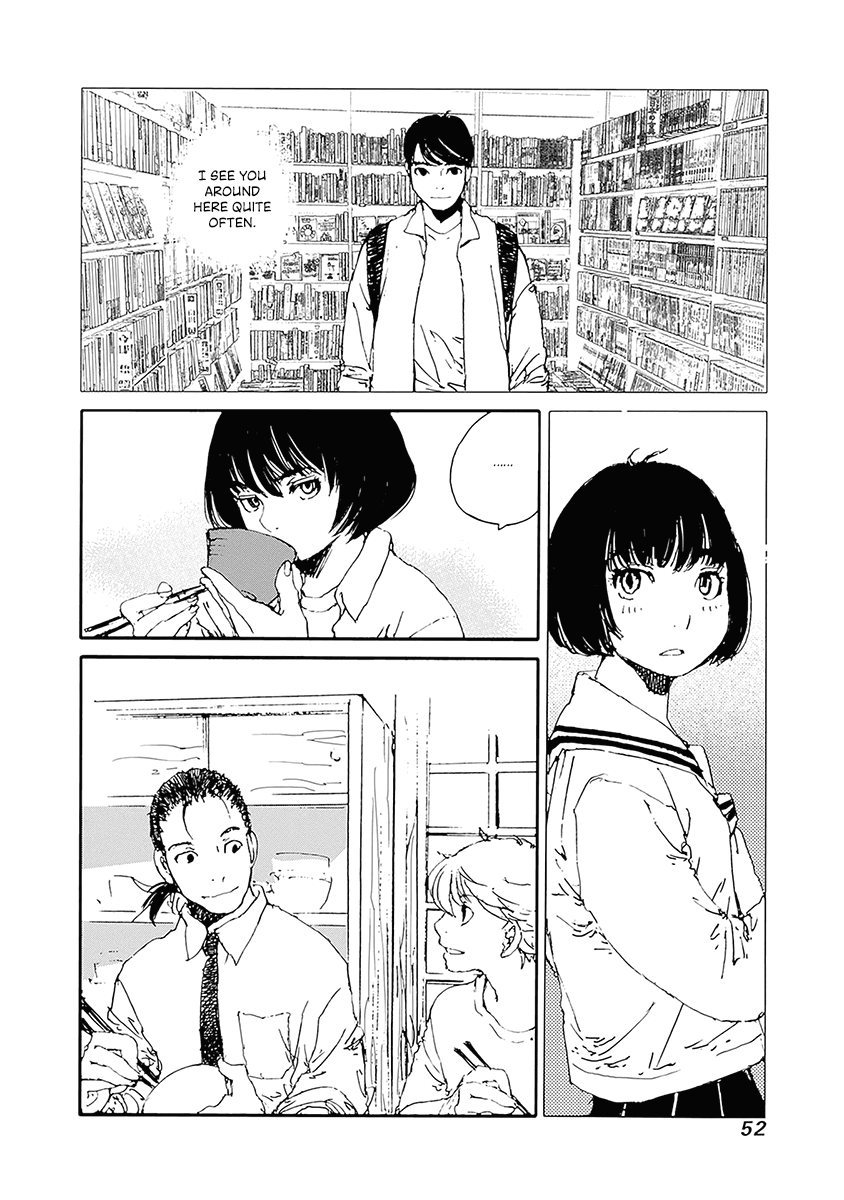 I SEE YOU
AROUND
HERE QUITE
OFTEN.
......
52